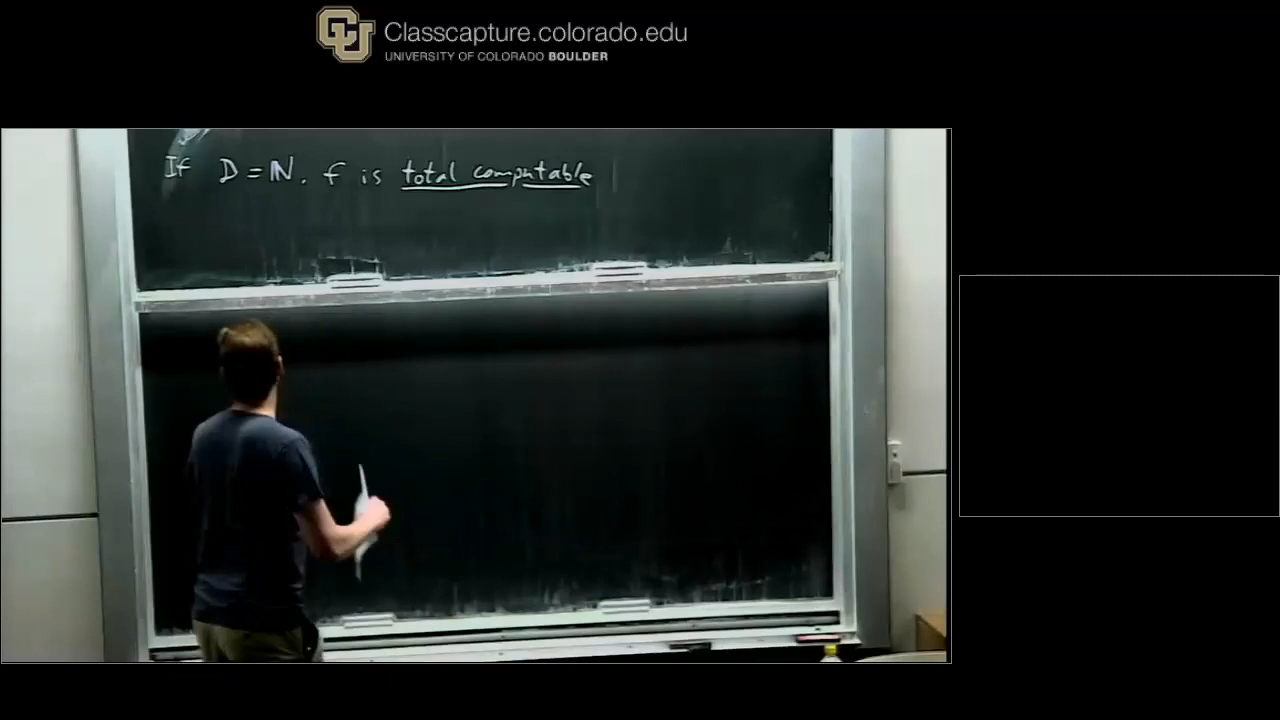 Classcapture.colorado.edu
UNIVERSITY OF COLORADO BOULDER
If D = ℕ, f is total computable